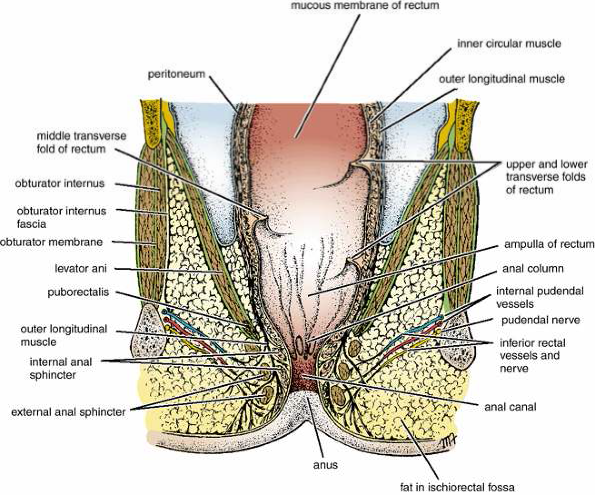 mucous membrane of rectum
inner circular muscle
peritoneum
outer longitudinal muscle
middle transverse
fold of rectum
upper and lower
transverse folds
of rectum
obturator internus
obturator internus
fascia
obturator membrane
ampulla of rectum
levator ani
anal column
puborectalis
internal pudendal
vessels
pudendal nerve
outer longitudinal
muscle
inferior rectal
vessels and
nerve
internal anal
sphincter
external anal sphincter
anal canal
anus
fat in ischiorectal fossa